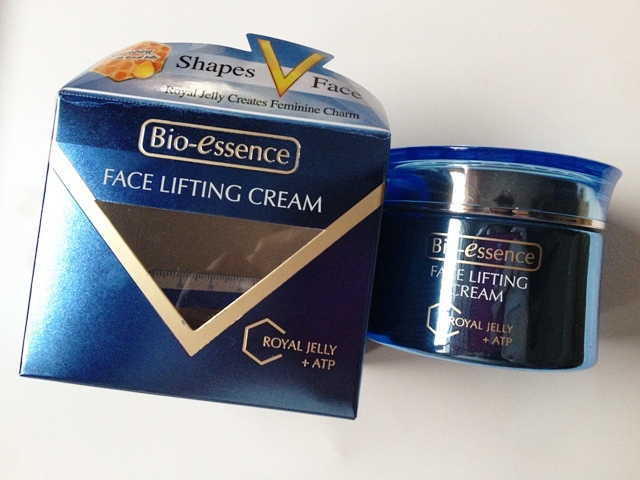 Shapes V Face
Royal Jelly Creates Feminine Charm
Bio-essence
FACE LIFTING CREAM
ROYAL JELLY
+ ATP
Bio-essence
FACE LIFTING
CREAM
ROYAL JELLY
+ ATP